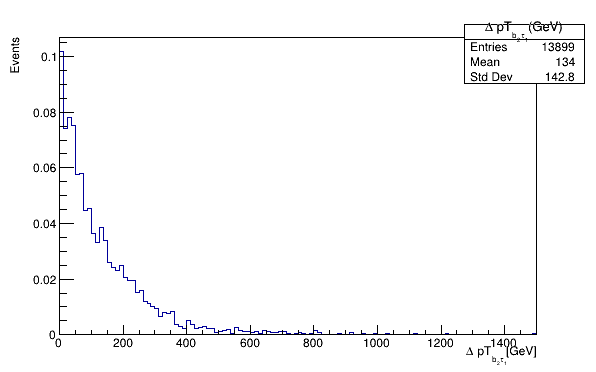 Δ pT_{b₂τ₁}(GeV)
Entries 13899
Mean 134
Std Dev 142.8
Events
0.1
0.08
0.06
0.04
0.02
0
0 200 400 600 800 1000 1200 1400
Δ pT_{b₂τ₁}[GeV]